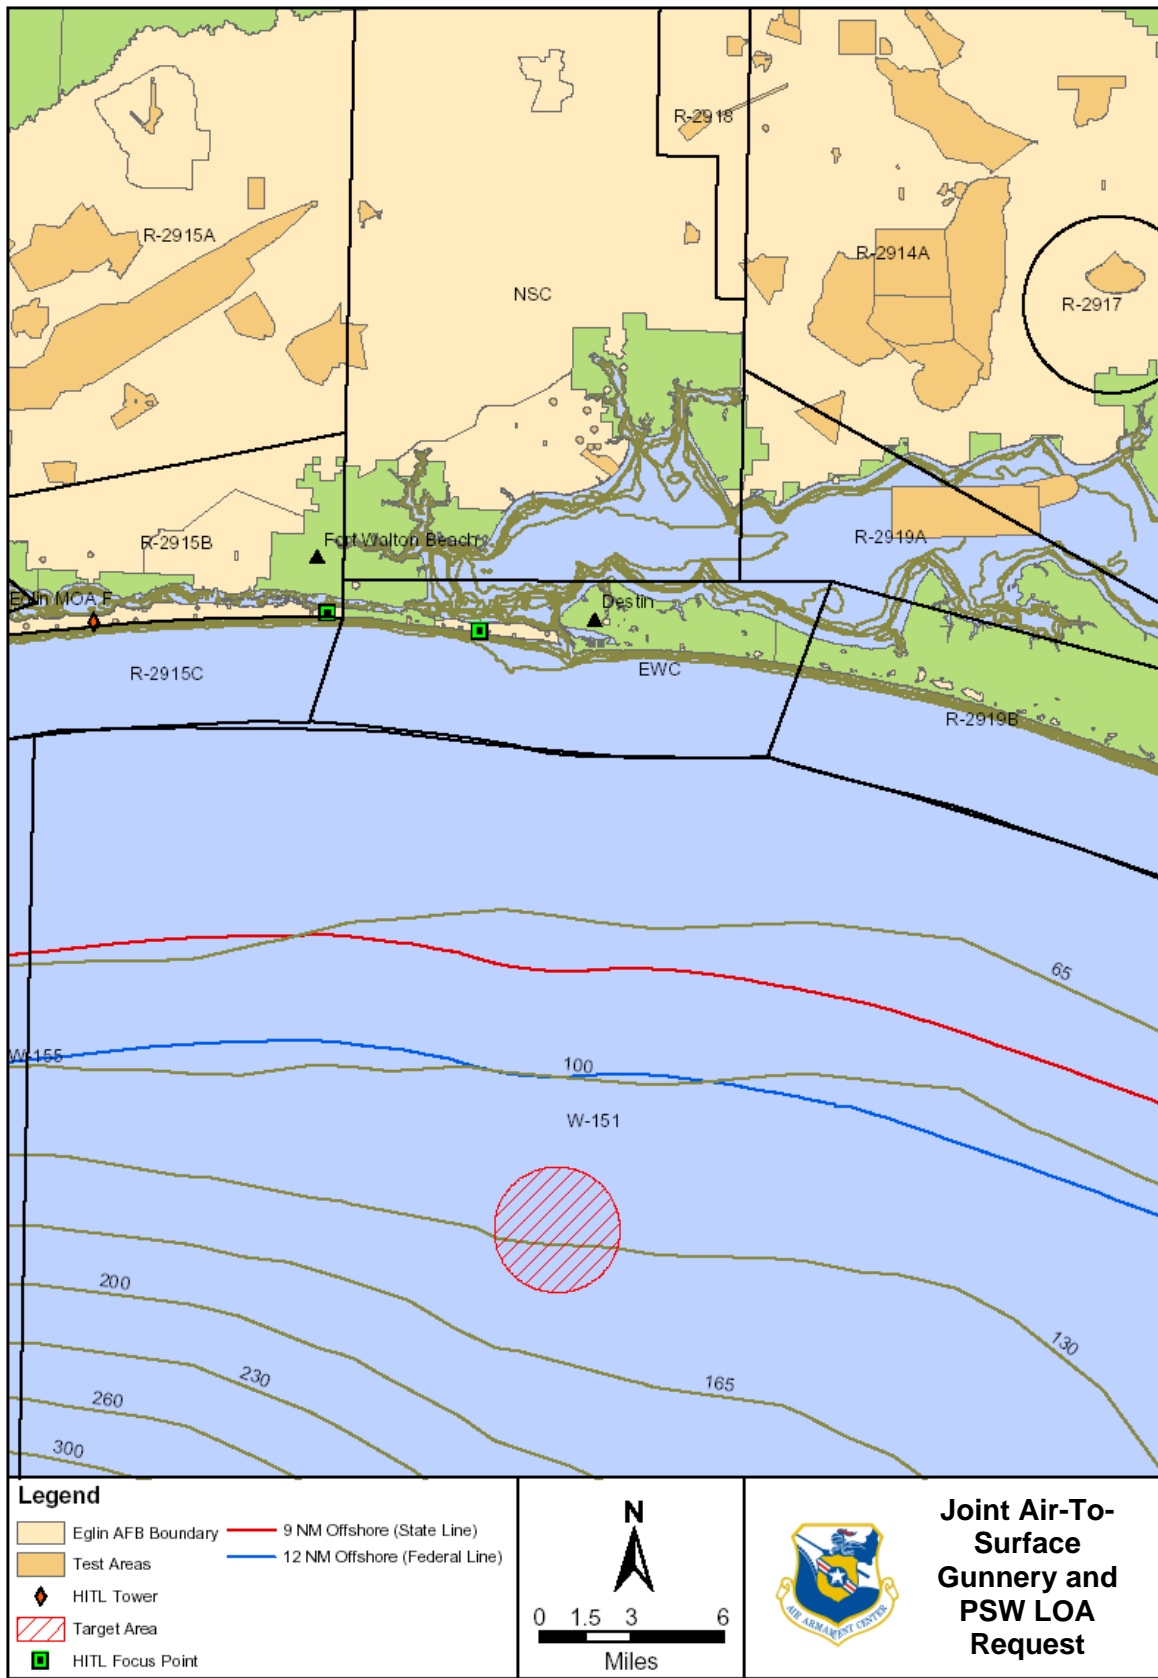 R-2918
R-2915A
R-2914A
NSC
R-2917
R-2919A
R-2915B
Fort Walton Beach
Eglin MOA F
Destin
R-2915C
EWC
R-2919B
65
W-155
100
W-151
200
130
230
165
260
300
Legend
Eglin AFB Boundary
Test Areas
HITL Tower
Target Area
HITL Focus Point
9 NM Offshore (State Line)
12 NM Offshore (Federal Line)
N
0 1.5 3 6
Miles
AIR ARMAMENT CENTER
Joint Air-To-
Surface
Gunnery and
PSW LOA
Request